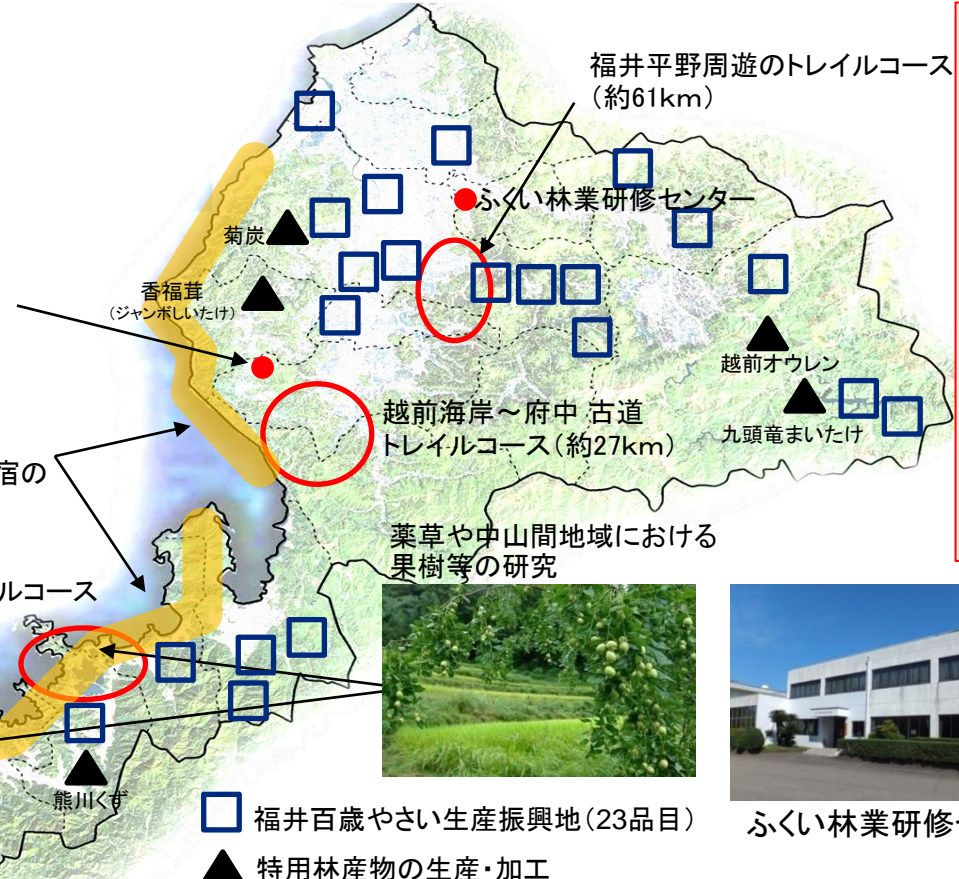 福井平野周遊のトレイルコース
（約61km）
ふくい林業研修センター
菊炭
香福茸
（ジャンボしいたけ）
越前オウレン
九頭竜まいたけ
越前海岸～府中 古道
トレイルコース（約27km）
宿の
薬草や中山間地域における
果樹等の研究
ルコース
熊川くず
福井百歳やさい生産振興地（23品目）
ふくい林業研修
特用林産物の生産・加工